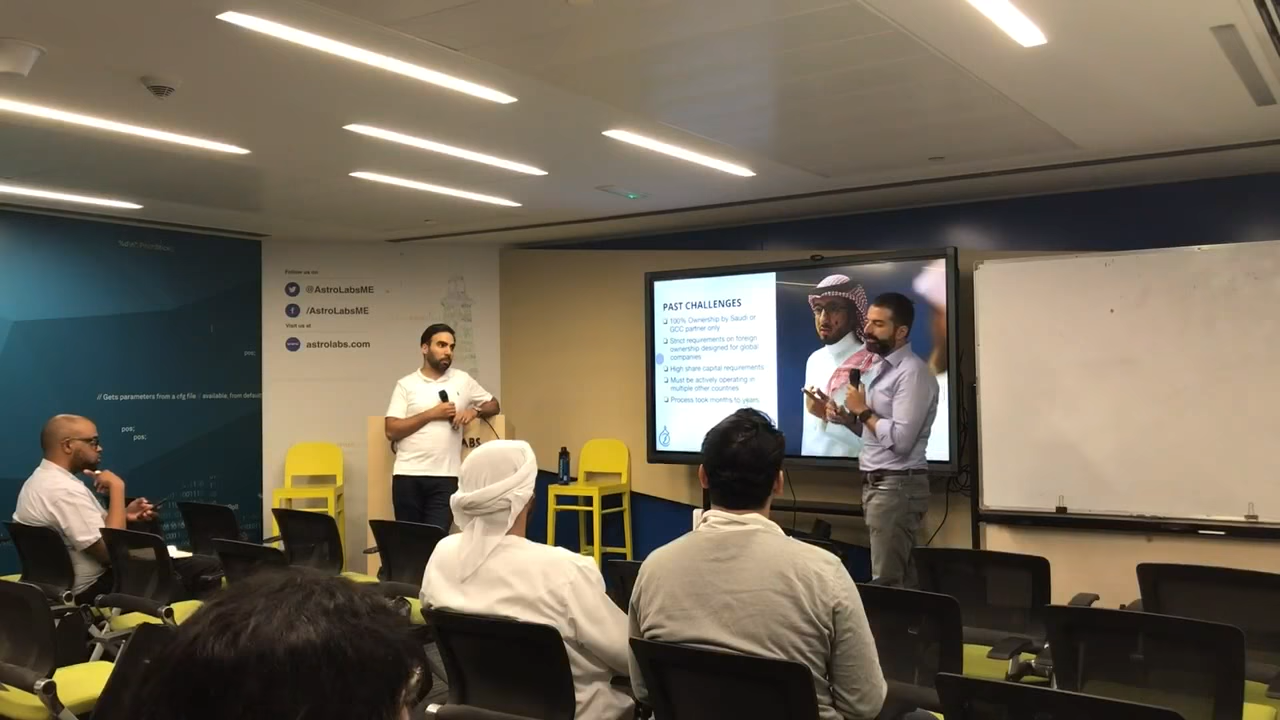 Follow us on
@AstroLabsME
/AstroLabsME
Visit us at
astrolabs.com
// Gets parameters from a cfg file
available, from default
pos;
pos;
pos;
ABS
PAST CHALLENGES
100% Ownership by Saudi or
GCC partner only
Strict requirements on foreign
ownership designed for global
companies
High share capital requirements
Must be actively operating in
multiple other countries
Process took months to years